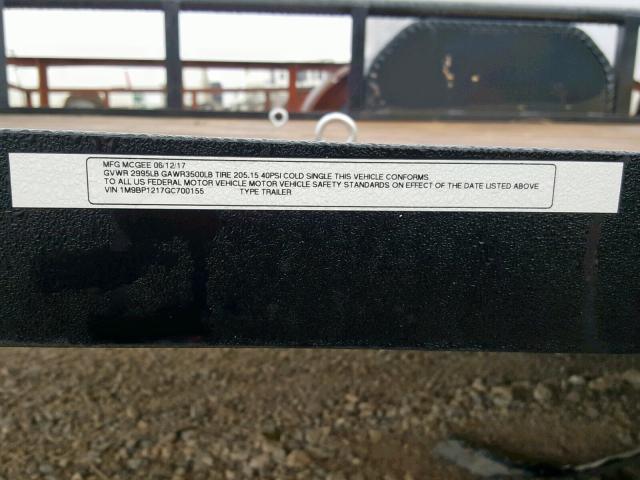 MFG MCGEE 06/12/17
GVWR 2995LB GAWR3500LB TIRE 205.15 40PSI COLD SINGLE THIS VEHICLE CONFORMS
TO ALL US FEDERAL MOTOR VEHICLE MOTOR VEHICLE SAFETY STANDARDS ON EFFECT OF THE DATE LISTED ABOVE
VIN 1M9BP1217GC700155 TYPE TRAILER